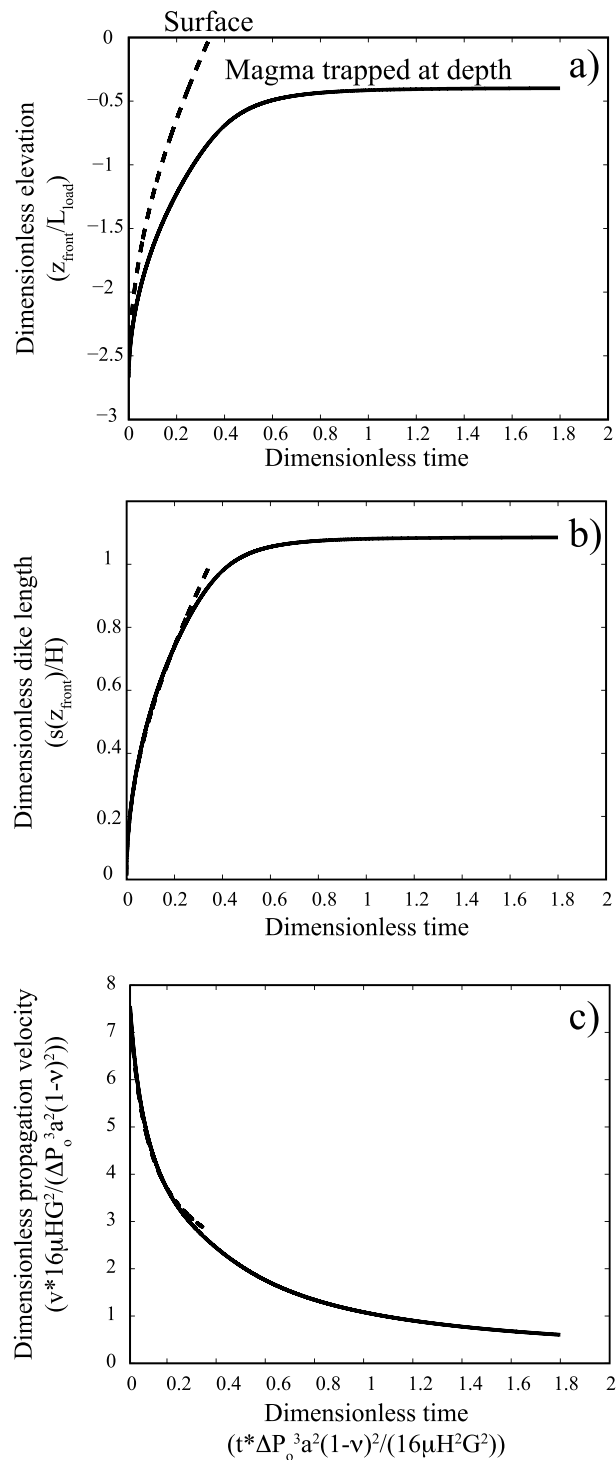 Surface
0
Magma trapped at depth
a)
−0.5
−1
−1.5
−2
−2.5
−3
Dimensionless elevation
(z_front/L_load)
0 0.2 0.4 0.6 0.8 1 1.2 1.4 1.6 1.8 2
Dimensionless time
b)
1
0.8
0.6
0.4
0.2
0
Dimensionless dike length
(s(z_front)/H)
0 0.2 0.4 0.6 0.8 1 1.2 1.4 1.6 1.8 2
Dimensionless time
c)
8
7
6
5
4
3
2
1
0
Dimensionless propagation velocity
(v*16μHG²/(ΔP_o³a²(1-ν)²))
0.2 0.4 0.6 0.8 1 1.2 1.4 1.6 1.8 2
Dimensionless time
(t*ΔP_o³a²(1-ν)²/(16μH²G²))